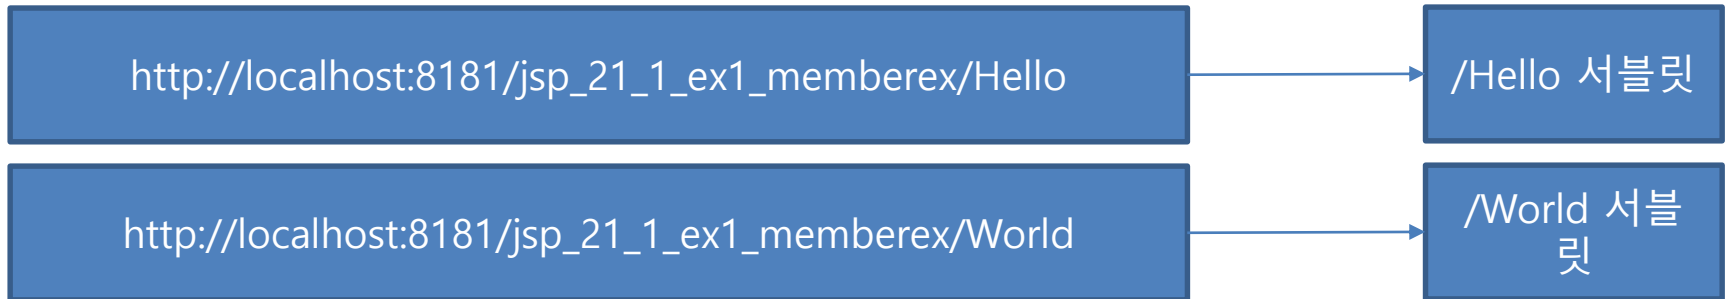 http://localhost:8181/jsp_21_1_ex1_memberex/Hello
/Hello 서블릿
http://localhost:8181/jsp_21_1_ex1_memberex/World
/World 서블
릿